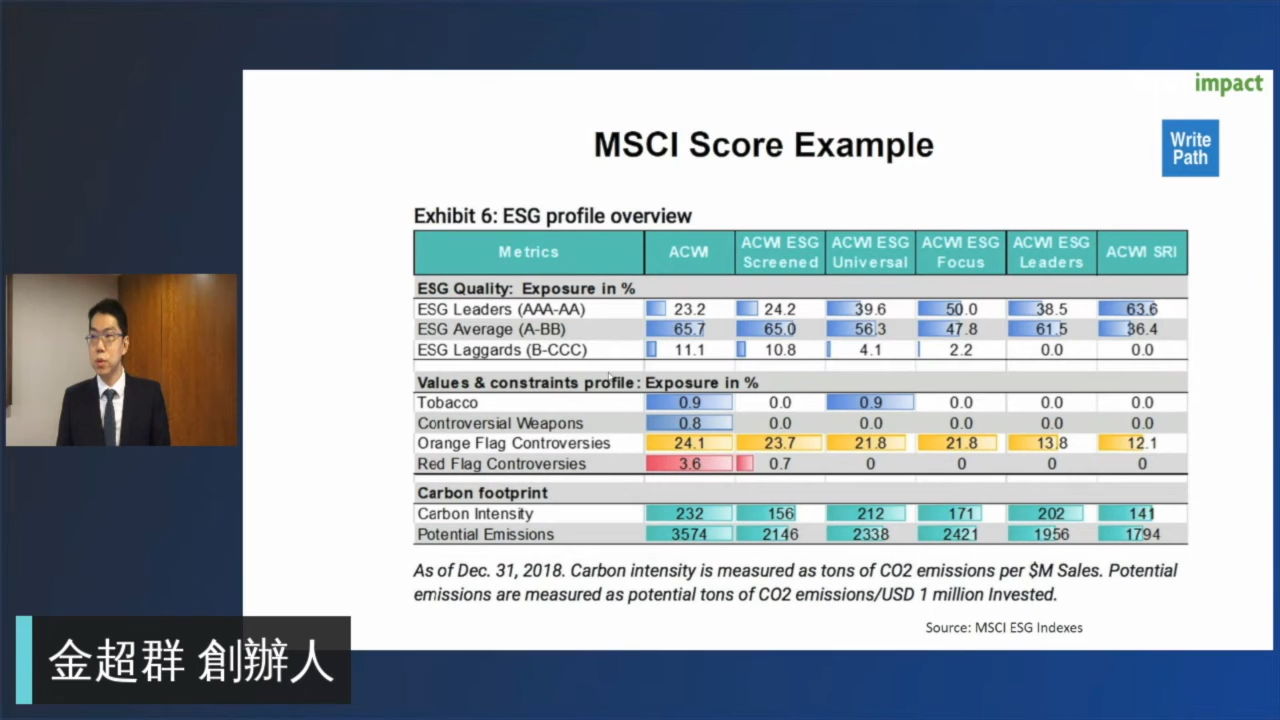 impact
MSCI Score Example
Write
Path
Exhibit 6: ESG profile overview
Metrics ACWI ACWI ESG Screened ACWI ESG Universal ACWI ESG Focus ACWI ESG Leaders ACWI SRI
ESG Quality: Exposure in %
ESG Leaders (AAA-AA) 23.2 24.2 39.6 50.0 38.5 63.6
ESG Average (A-BB) 65.7 65.0 56.3 47.8 61.5 36.4
ESG Laggards (B-CCC) 11.1 10.8 4.1 2.2 0.0 0.0
Values & constraints profile: Exposure in %
Tobacco 0.9 0.0 0.9 0.0 0.0 0.0
Controversial Weapons 0.8 0.0 0.0 0.0 0.0 0.0
Orange Flag Controversies 24.1 23.7 21.8 21.8 13.8 12.1
Red Flag Controversies 3.6 0.7 0 0 0 0
Carbon footprint
Carbon Intensity 232 156 212 171 202 141
Potential Emissions 3574 2146 2338 2421 1956 1794
As of Dec. 31, 2018. Carbon intensity is measured as tons of CO2 emissions per $M Sales. Potential
emissions are measured as potential tons of CO2 emissions/USD 1 million Invested.
Source: MSCI ESG Indexes
金超群 創辦人